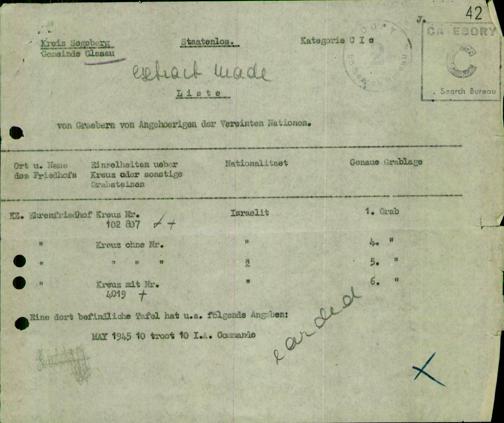 42
Kreis Segeberg Staatenlos. Kategorie C I c
Gemeinde Glasau
CATEGORY
C
Search Bureau
extract made
Liste
von Graebern von Angehoerigen der Vereinten Nationen.
Ort u. Name Einzelheiten ueber Nationalitaet Genaue Grablage
des Friedhofs Kreuz oder sonstige
Grabsteinen
KZ. Ehrenfriedhof Kreuz Nr. Israelit 1. Grab
102 807
" Kreuz ohne Nr. " 4. "
" " " " " 5. "
" Kreuz mit Nr. " 6. "
4019
Eine dort befindliche Tafel hat u.a. folgende Angaben:
MAY 1945 10 troot 10 I.A. Commando
carded